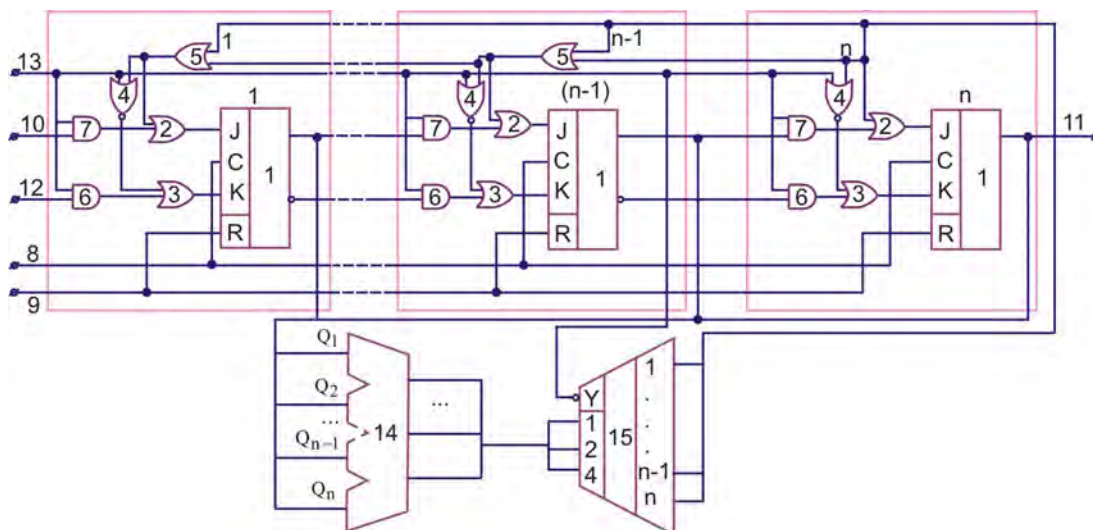 1 n-1 n
5 5
13
4 4 4
1 (n-1) n
10 7 2 J 7 2 J 7 2 J 11
C 1 C 1 C 1
12 6 3 K 6 3 K 6 3 K
R R R
8
9
Q1
Q2
...
Qn−1
Qn
14
...
Y
1
2
4
15
1
.
.
.
n-1
n